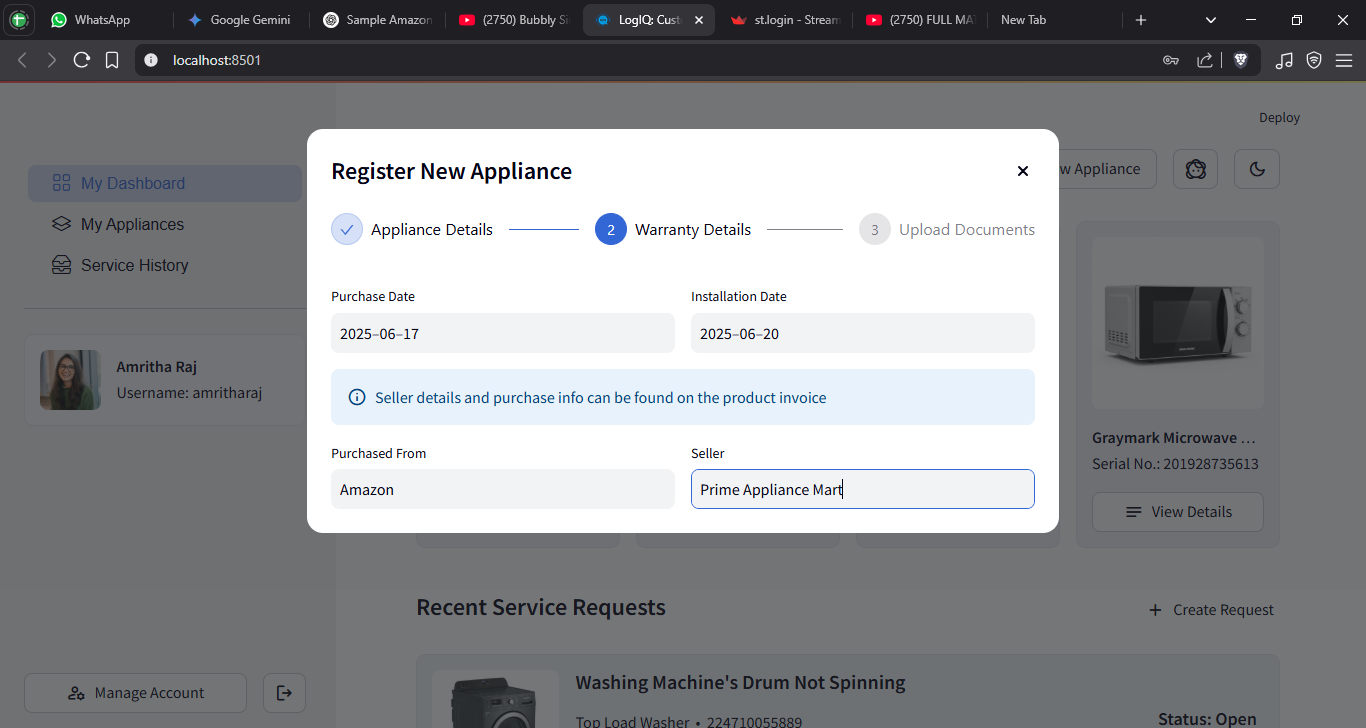 WhatsApp
Google Gemini
Sample Amazon
(2750) Bubbly Si
LogIQ: Cust
st.login - Stream
(2750) FULL MA
New Tab
localhost:8501
Deploy
My Dashboard
My Appliances
Service History
Amritha Raj
Username: amritharaj
Manage Account
w Appliance
Register New Appliance
Appliance Details
2 Warranty Details
3 Upload Documents
Purchase Date
Installation Date
2025-06-17
2025-06-20
Seller details and purchase info can be found on the product invoice
Purchased From
Seller
Amazon
Prime Appliance Mart
Graymark Microwave ...
Serial No.: 201928735613
View Details
Recent Service Requests
Create Request
Washing Machine's Drum Not Spinning
Top Load Washer • 224710055889
Status: Open